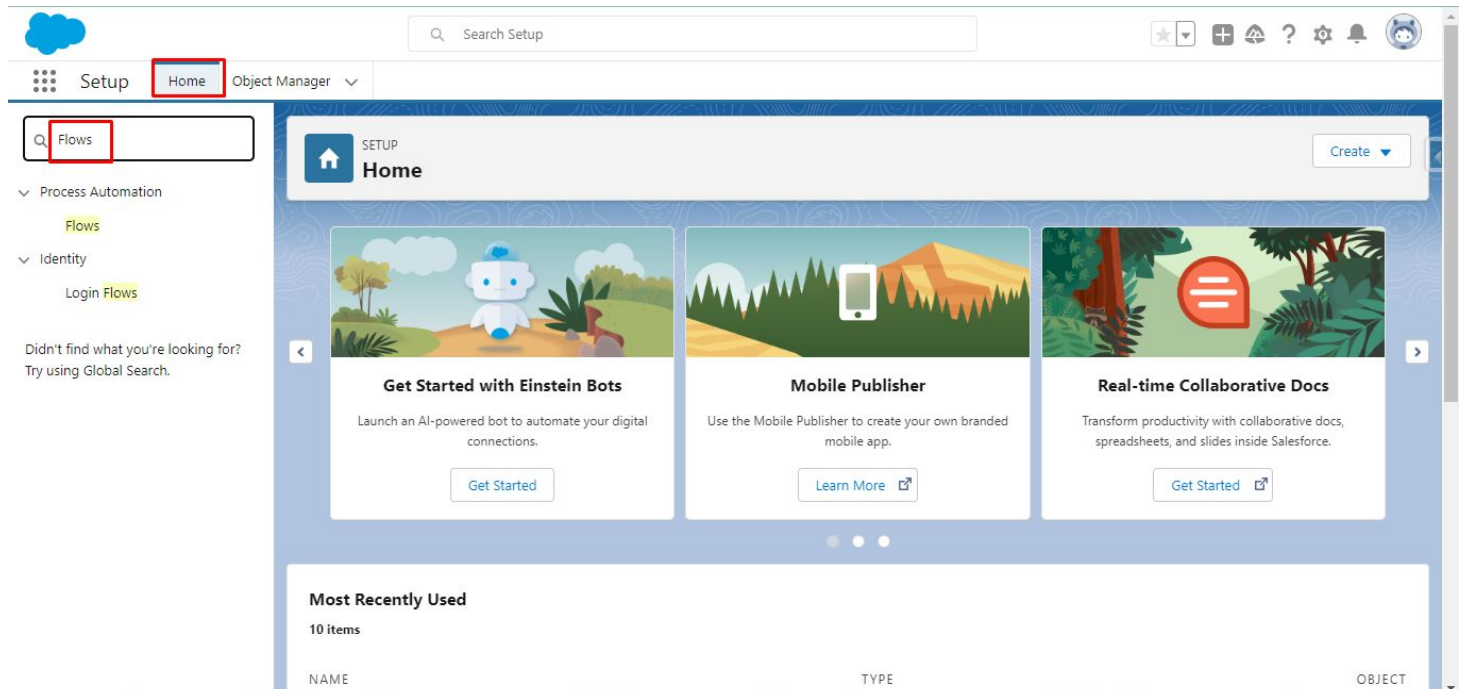 Search Setup
Setup
Home
Object Manager
Flows
Process Automation
Flows
Identity
Login Flows
Didn't find what you're looking for?
Try using Global Search.
SETUP
Home
Create
Get Started with Einstein Bots
Launch an AI-powered bot to automate your digital
connections.
Get Started
Mobile Publisher
Use the Mobile Publisher to create your own branded
mobile app.
Learn More
Real-time Collaborative Docs
Transform productivity with collaborative docs,
spreadsheets, and slides inside Salesforce.
Get Started
Most Recently Used
10 items
NAME
TYPE
OBJECT